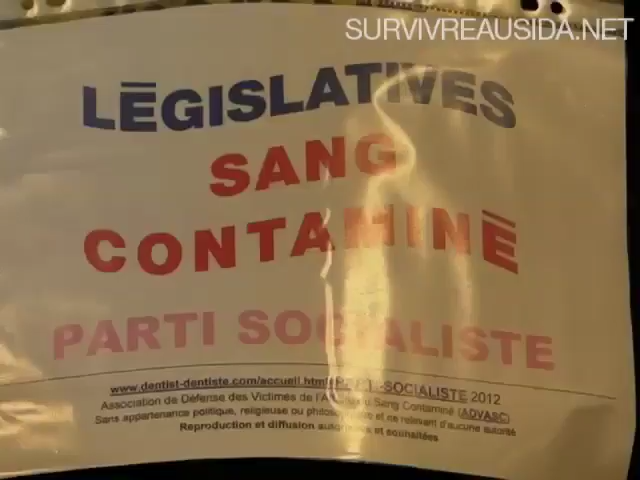 SURVIVREAUSIDA.NET
LĒGISLATIVES
SANG
CONTAMINĒ
PARTI SOCIALISTE
www.dentist-dentiste.com/accueil.html -SOCIALISTE 2012
Association de Défense des Victimes de l'A Sang Contaminé (ADVASC)
Sans appartenance politique, religieuse ou et ne relevant d'aucune autorité
Reproduction et diffusion et souhaitées